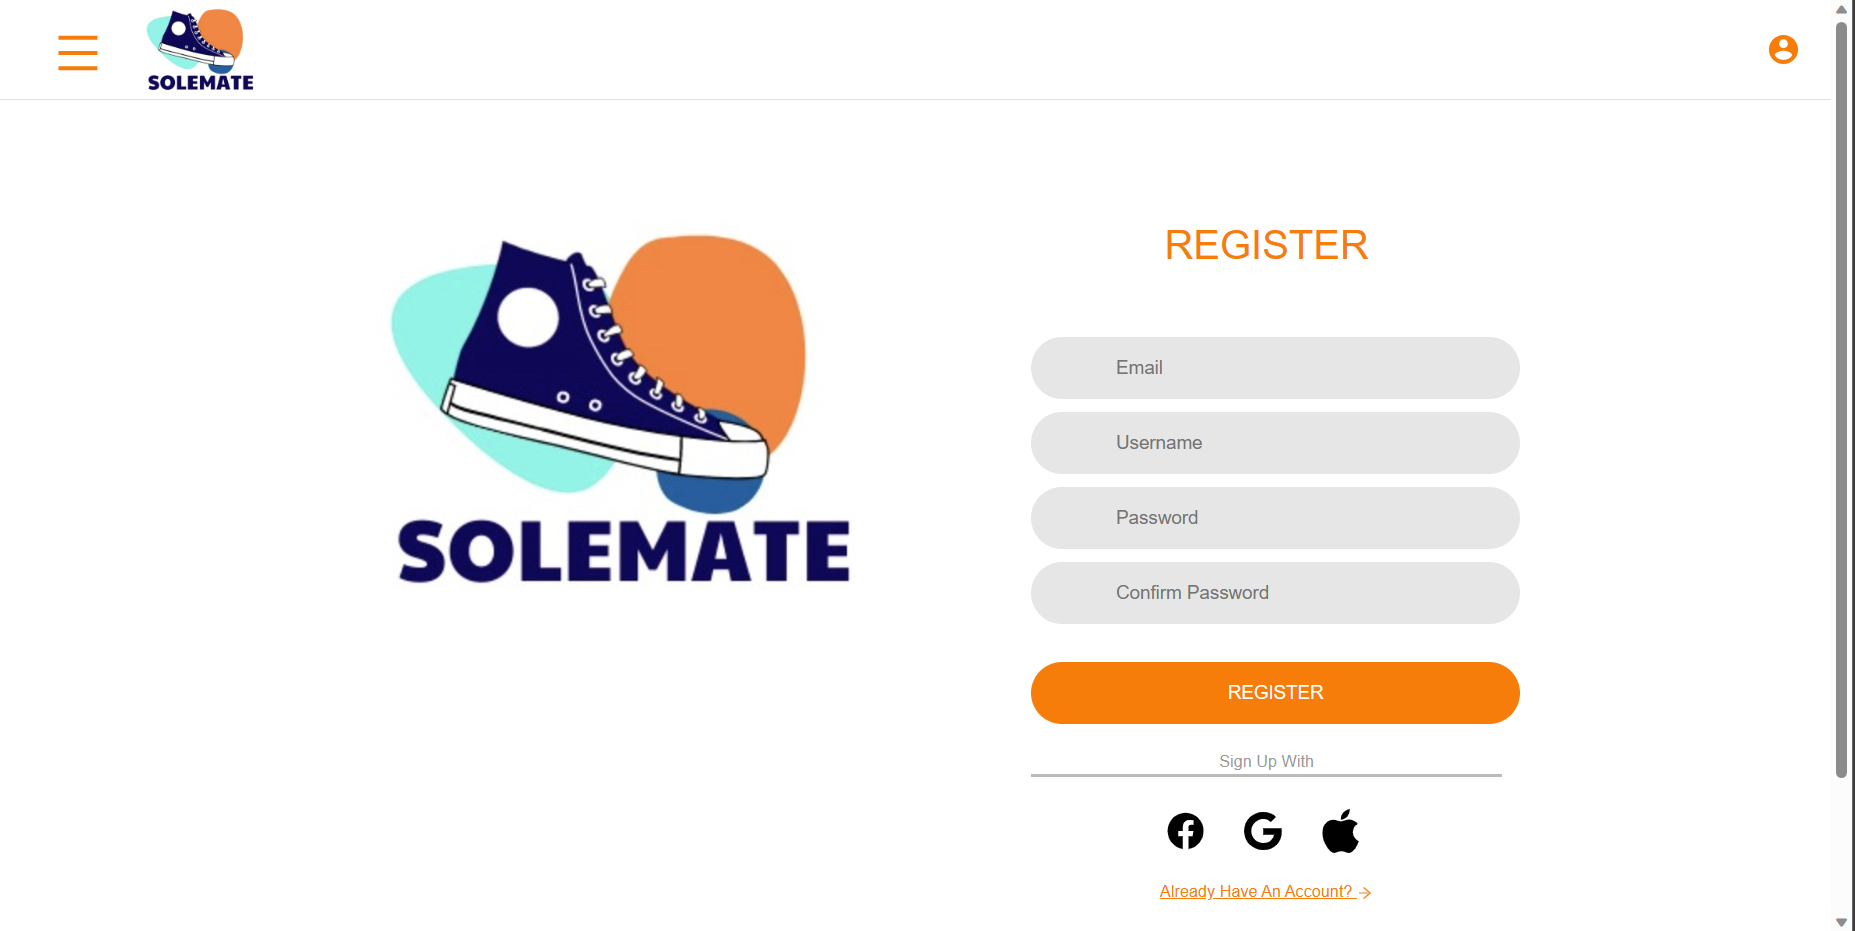 SOLEMATE
SOLEMATE
REGISTER
Email
Username
Password
Confirm Password
REGISTER
Sign Up With
Already Have An Account? →